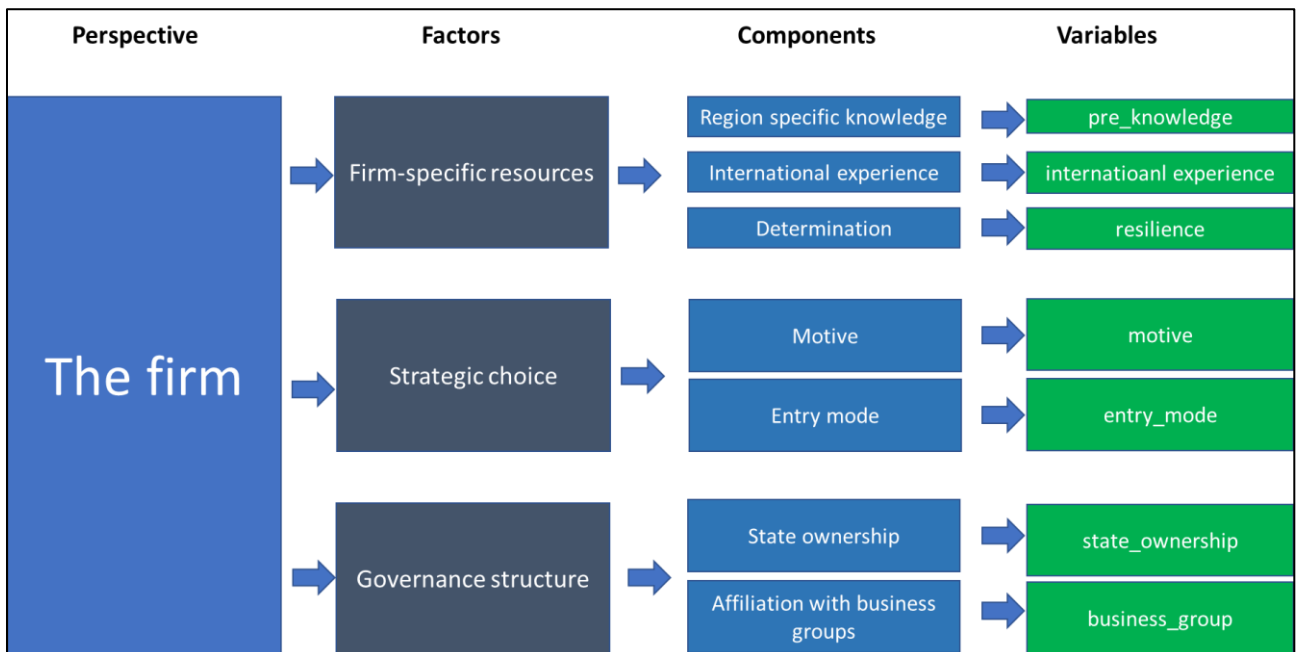 Perspective Factors Components Variables
The firm
Firm-specific resources
Region specific knowledge
pre_knowledge
International experience
internatioanl experience
Determination
resilience
Strategic choice
Motive
motive
Entry mode
entry_mode
Governance structure
State ownership
state_ownership
Affiliation with business
groups
business_group